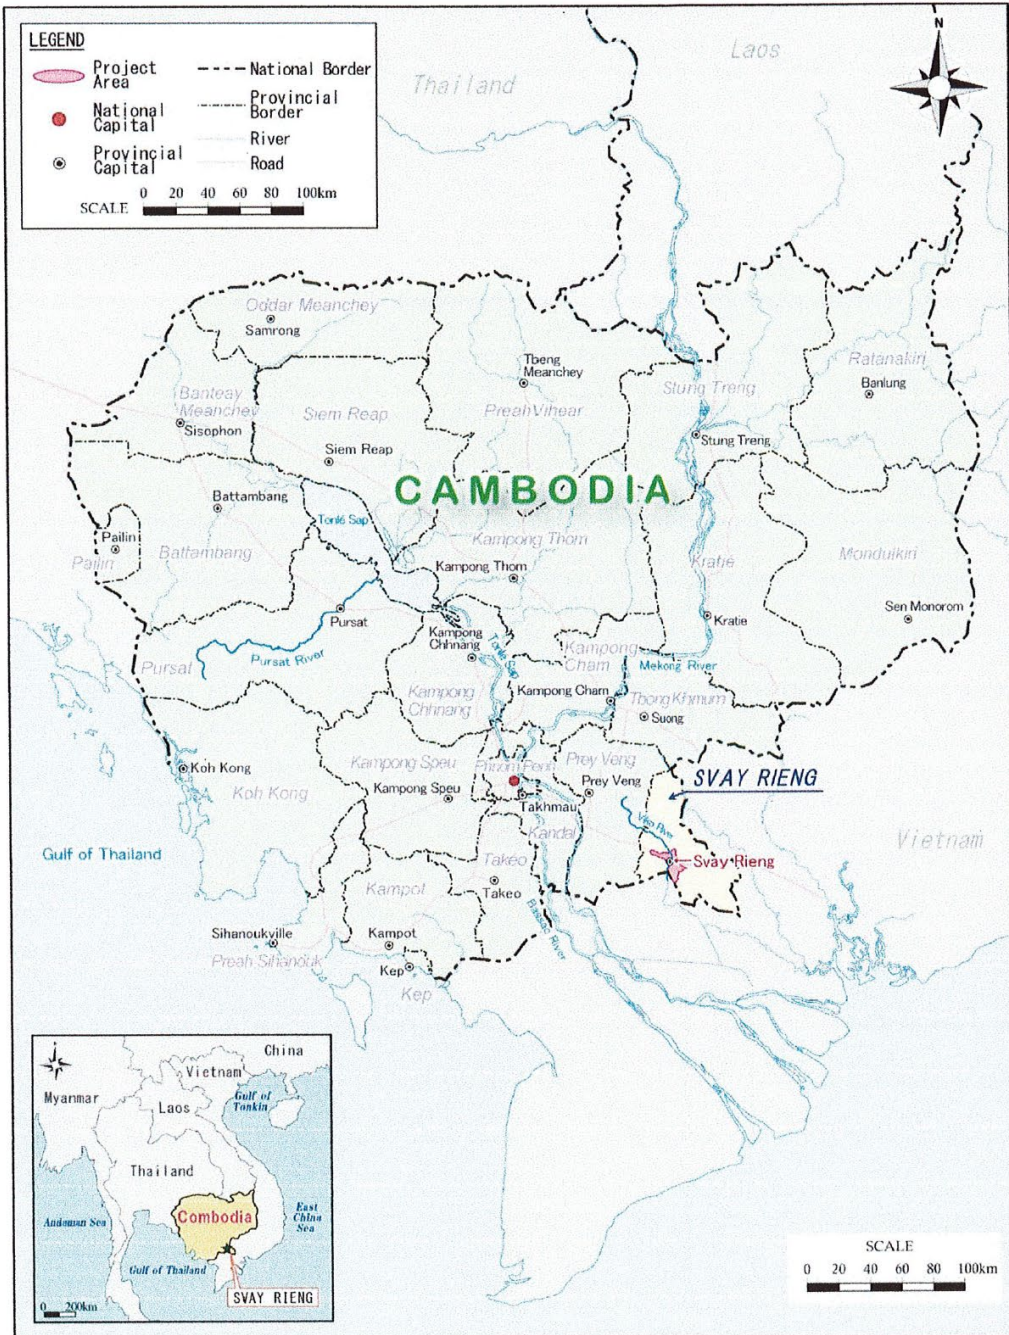 LEGEND
Project
Area
National
Capital
Provincial
Capital
National Border
Provincial
Border
River
Road
0 20 40 60 80 100km
SCALE
N
Laos
Thailand
Oddar Meanchey
Samrong
Tbeng
Meanchey
Ratanakiri
Banlung
Banteay
Meanchey
Sisophon
Siem Reap
Siem Reap
Preah Vihear
Stung Treng
Stung Treng
CAMBODIA
Battambang
Battambang
Tonlé Sap
Pailin
Pailin
Kampong Thom
Kampong Thom
Kratie
Kratie
Mondulkiri
Sen Monorom
Pursat
Pursat River
Pursat
Kampong
Chhnang
Tonle Sap
Kampong
Cham
Mekong River
Kampong
Chhnang
Kampong Cham
Tbong Khmum
Suong
Koh Kong
Koh Kong
Kampong Speu
Kampong Speu
Phnom Penh
Takhmau
Prey Veng
Prey Veng
Kandal
SVAY RIENG
Svay Rieng
Vietnam
Gulf of Thailand
Takeo
Takeo
Kampot
Kampot
Bassac River
Sihanoukville
Preah Sihanouk
Kep
Kep
China
Vietnam
Myanmar
Laos
Gulf of
Tonkin
Thailand
Combodia
Andaman Sea
East
China
Sea
Gulf of Thailand
SVAY RIENG
0 200km
SCALE
0 20 40 60 80 100km